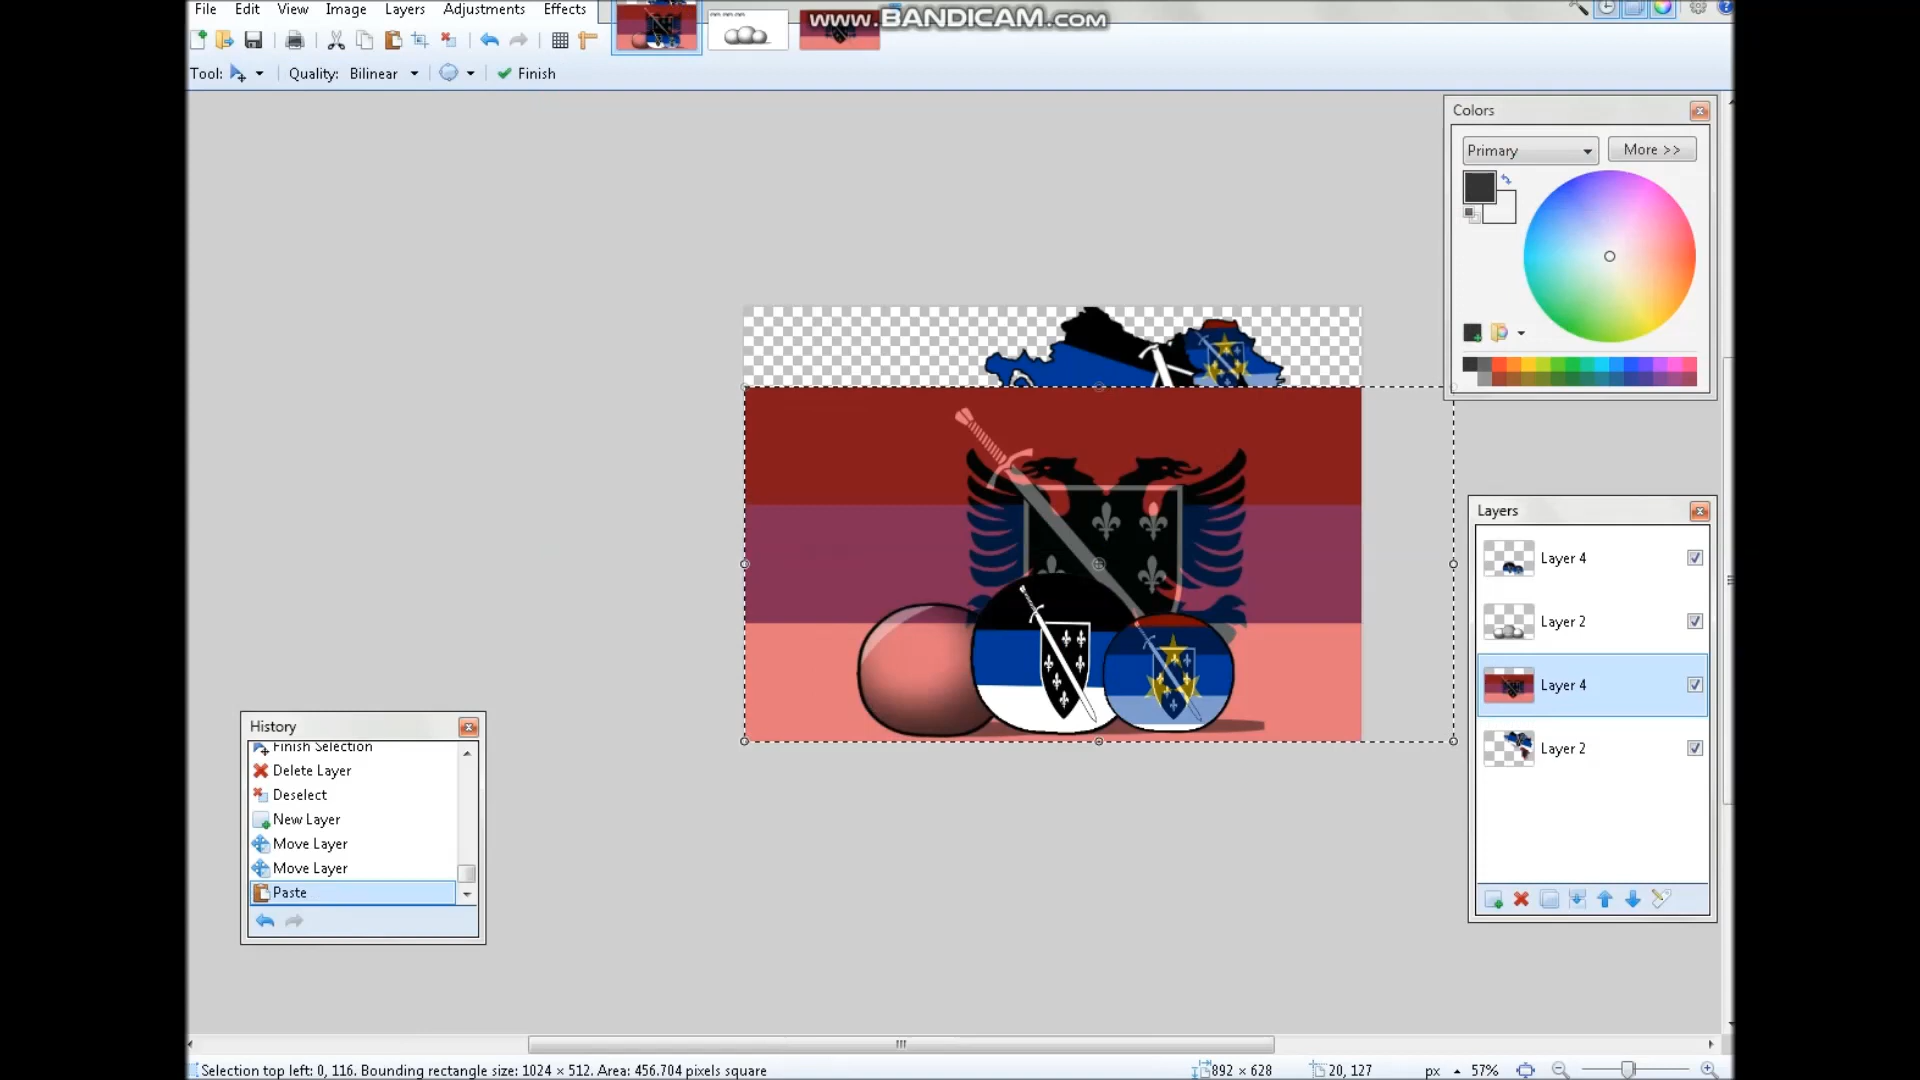 File Edit View Image Layers Adjustments Effects
www.BANDICAM.com
Tool: Quality: Bilinear Finish
Colors
Primary More >>
Layers
Layer 4
Layer 2
Layer 4
Layer 2
History
Finish Selection
Delete Layer
Deselect
New Layer
Move Layer
Move Layer
Paste
Selection top left: 0, 116. Bounding rectangle size: 1024 × 512. Area: 456.704 pixels square
892 × 628 20, 127 px 57%